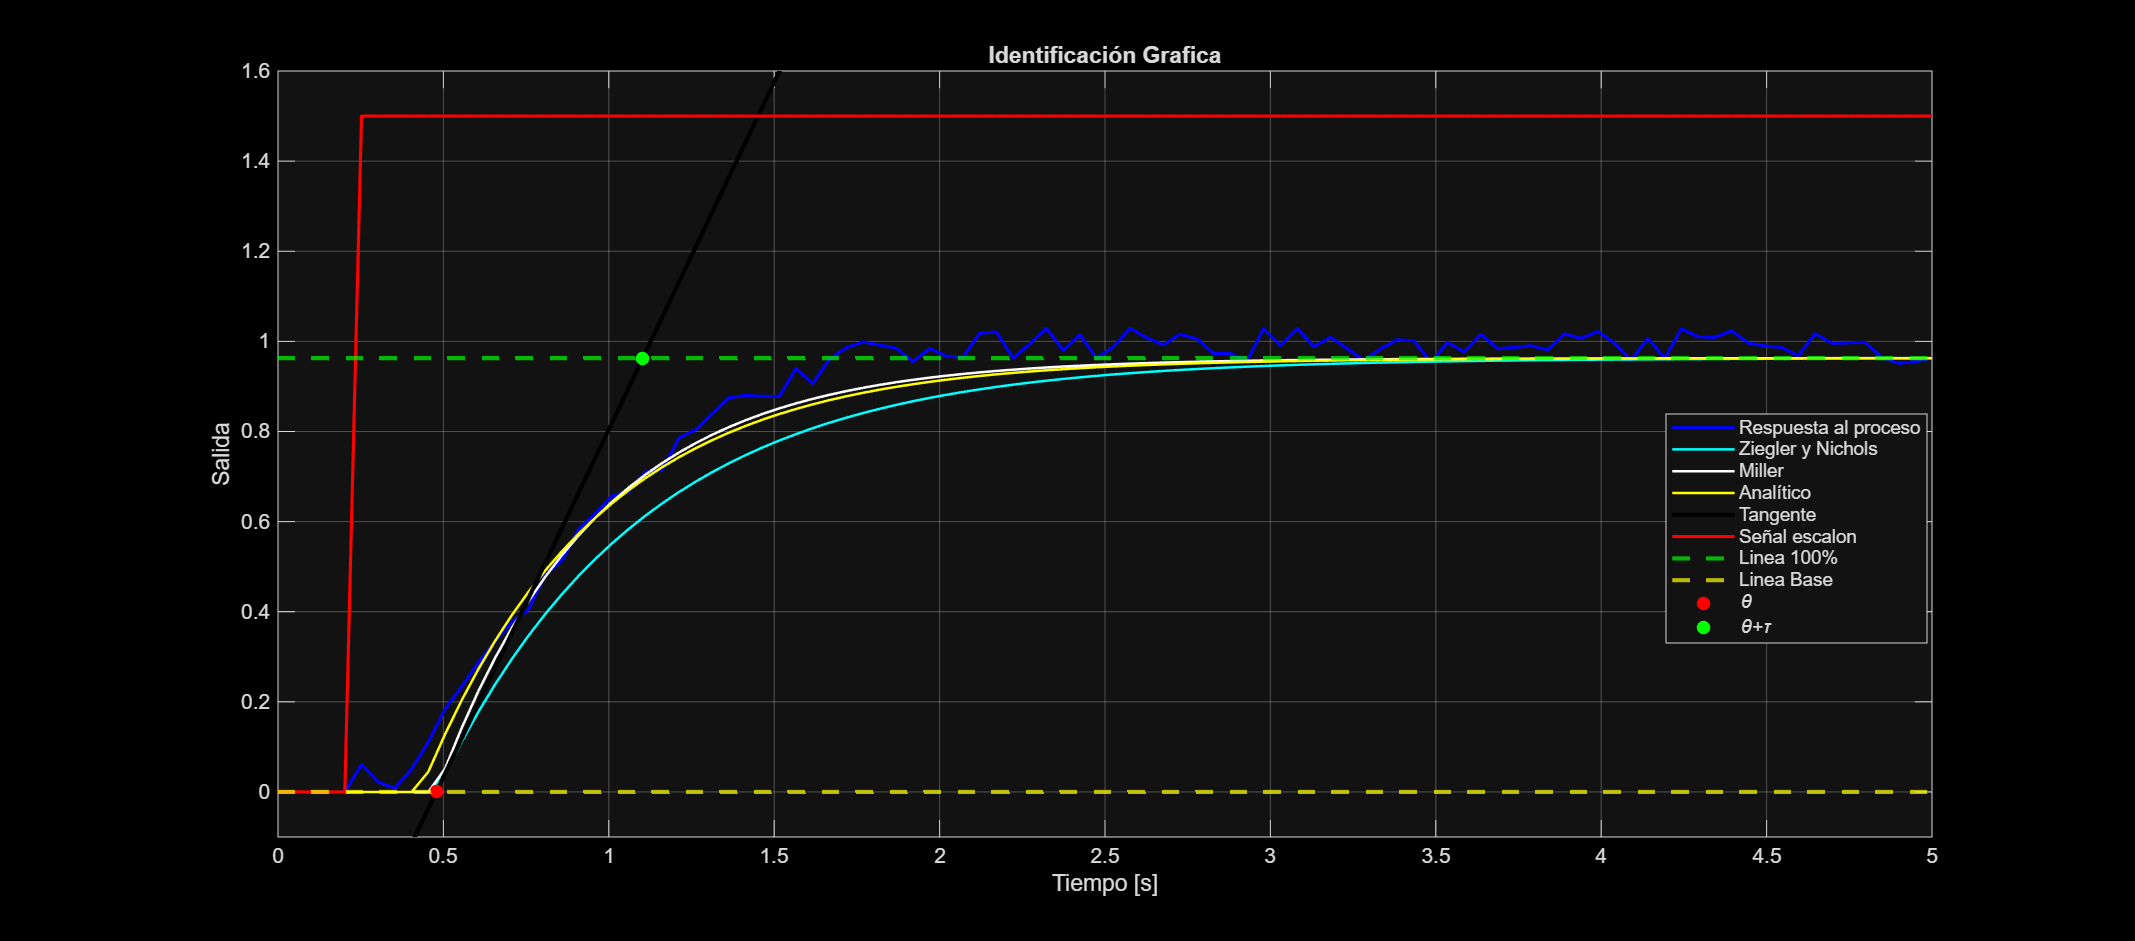 Identificación Grafica
1.6
1.4
1.2
1
0.8
0.6
0.4
0.2
0
Salida
0 0.5 1 1.5 2 2.5 3 3.5 4 4.5 5
Tiempo [s]
Respuesta al proceso
Ziegler y Nichols
Miller
Analítico
Tangente
Señal escalon
Linea 100%
Linea Base
θ
θ+τ